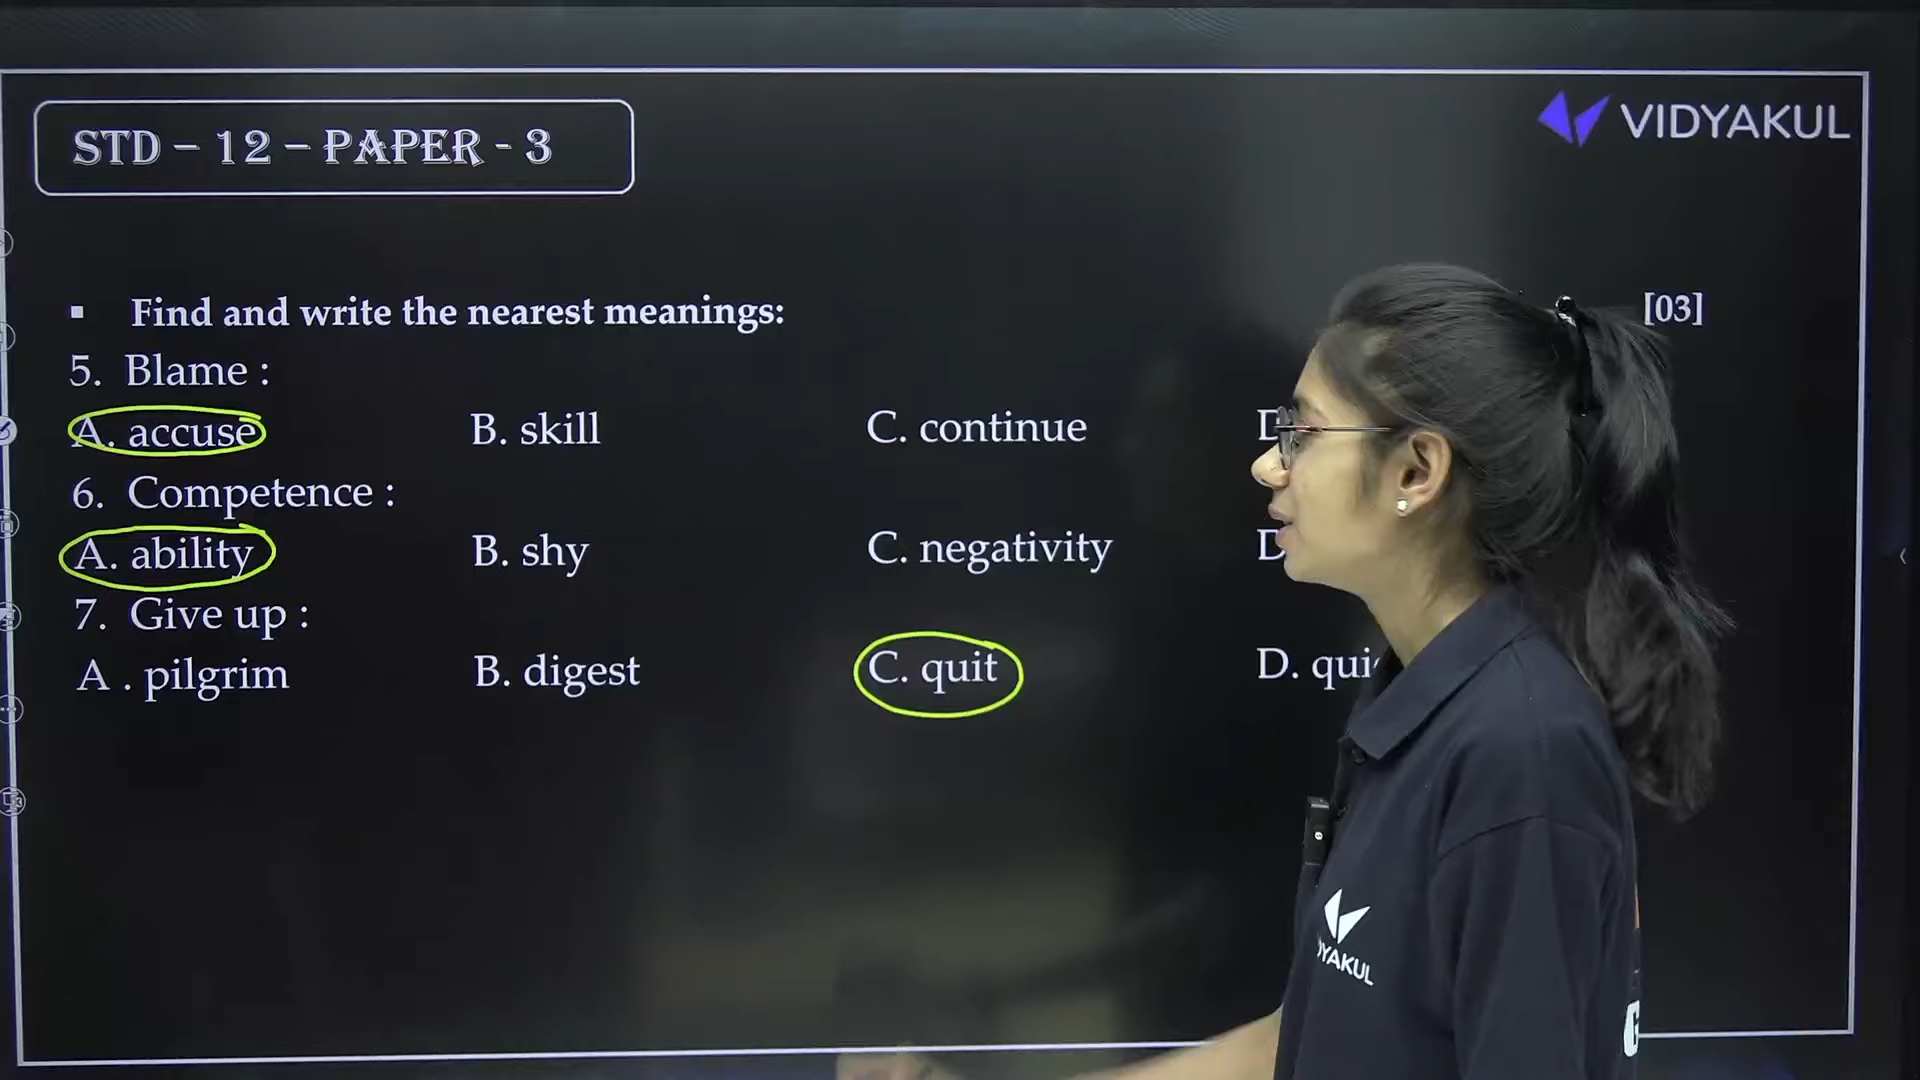 STD – 12 – PAPER - 3
VIDYAKUL
▪ Find and write the nearest meanings: [03]
5. Blame :
A. accuse B. skill C. continue
6. Competence :
A. ability B. shy C. negativity
7. Give up :
A . pilgrim B. digest C. quit D.